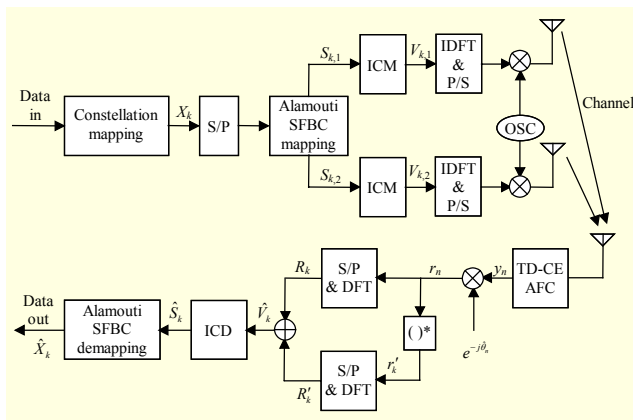 Data
in
Constellation
mapping
X_k
S/P
Alamouti
SFBC
mapping
S_{k,1}
ICM
V_{k,1}
IDFT
&
P/S
OSC
Channel
S_{k,2}
ICM
V_{k,2}
IDFT
&
P/S
TD-CE
AFC
y_n
e^{-jθ̂_n}
r_n
( )*
r′_k
S/P
& DFT
R_k
S/P
& DFT
R′_k
V̂_k
ICD
Ŝ_k
Alamouti
SFBC
demapping
Data
out
X̂_k